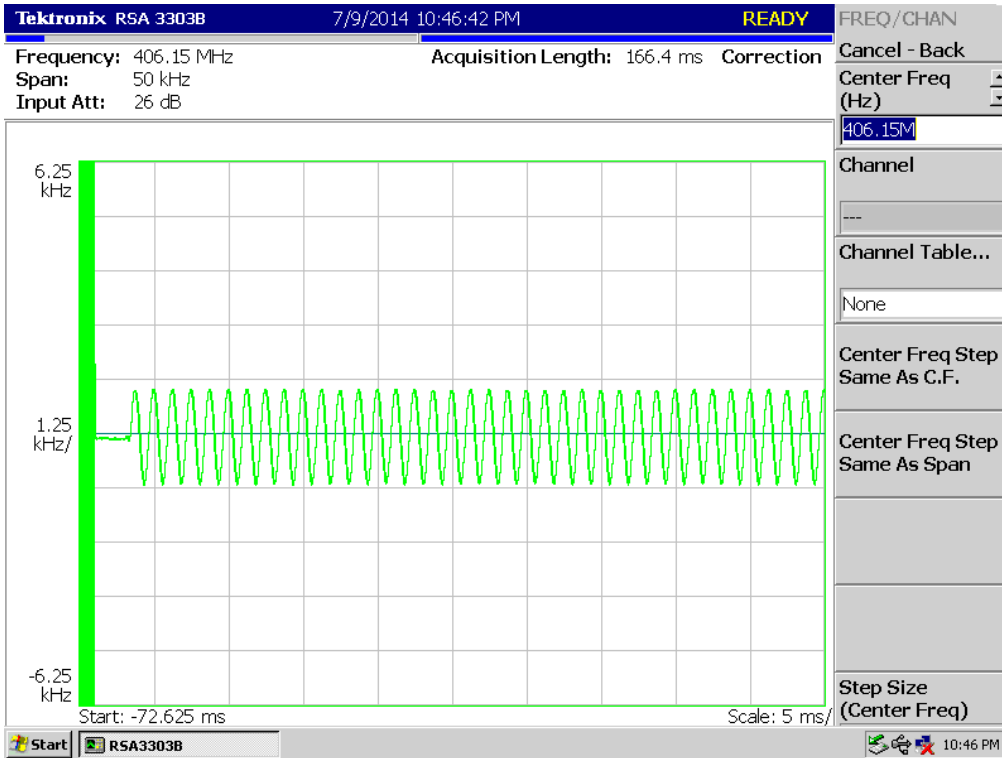 Tektronix RSA 3303B 7/9/2014 10:46:42 PM READY
Frequency: 406.15 MHz Acquisition Length: 166.4 ms Correction
Span: 50 kHz
Input Att: 26 dB
6.25
kHz
1.25
kHz/
-6.25
kHz
Start: -72.625 ms Scale: 5 ms/
FREQ/CHAN
Cancel - Back
Center Freq
(Hz)
406.15M
Channel
---
Channel Table...
None
Center Freq Step
Same As C.F.
Center Freq Step
Same As Span
Step Size
(Center Freq)
Start RSA3303B 10:46 PM